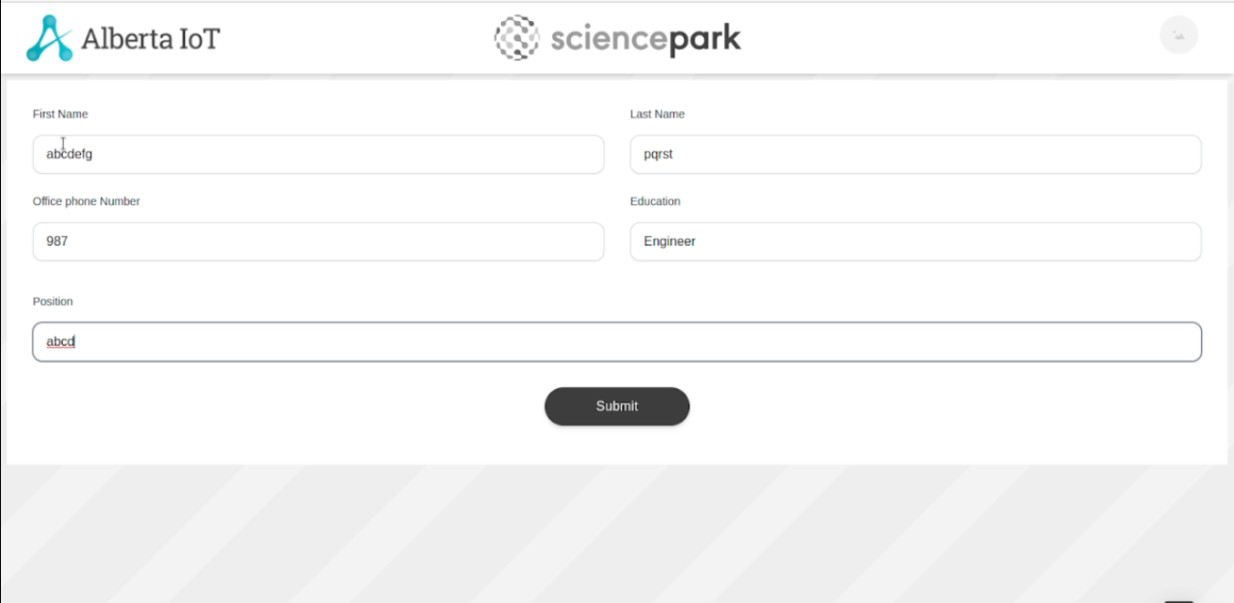 Alberta IoT
sciencepark
First Name
Last Name
abcdefg
pqrst
Office phone Number
Education
987
Engineer
Position
abcd
Submit